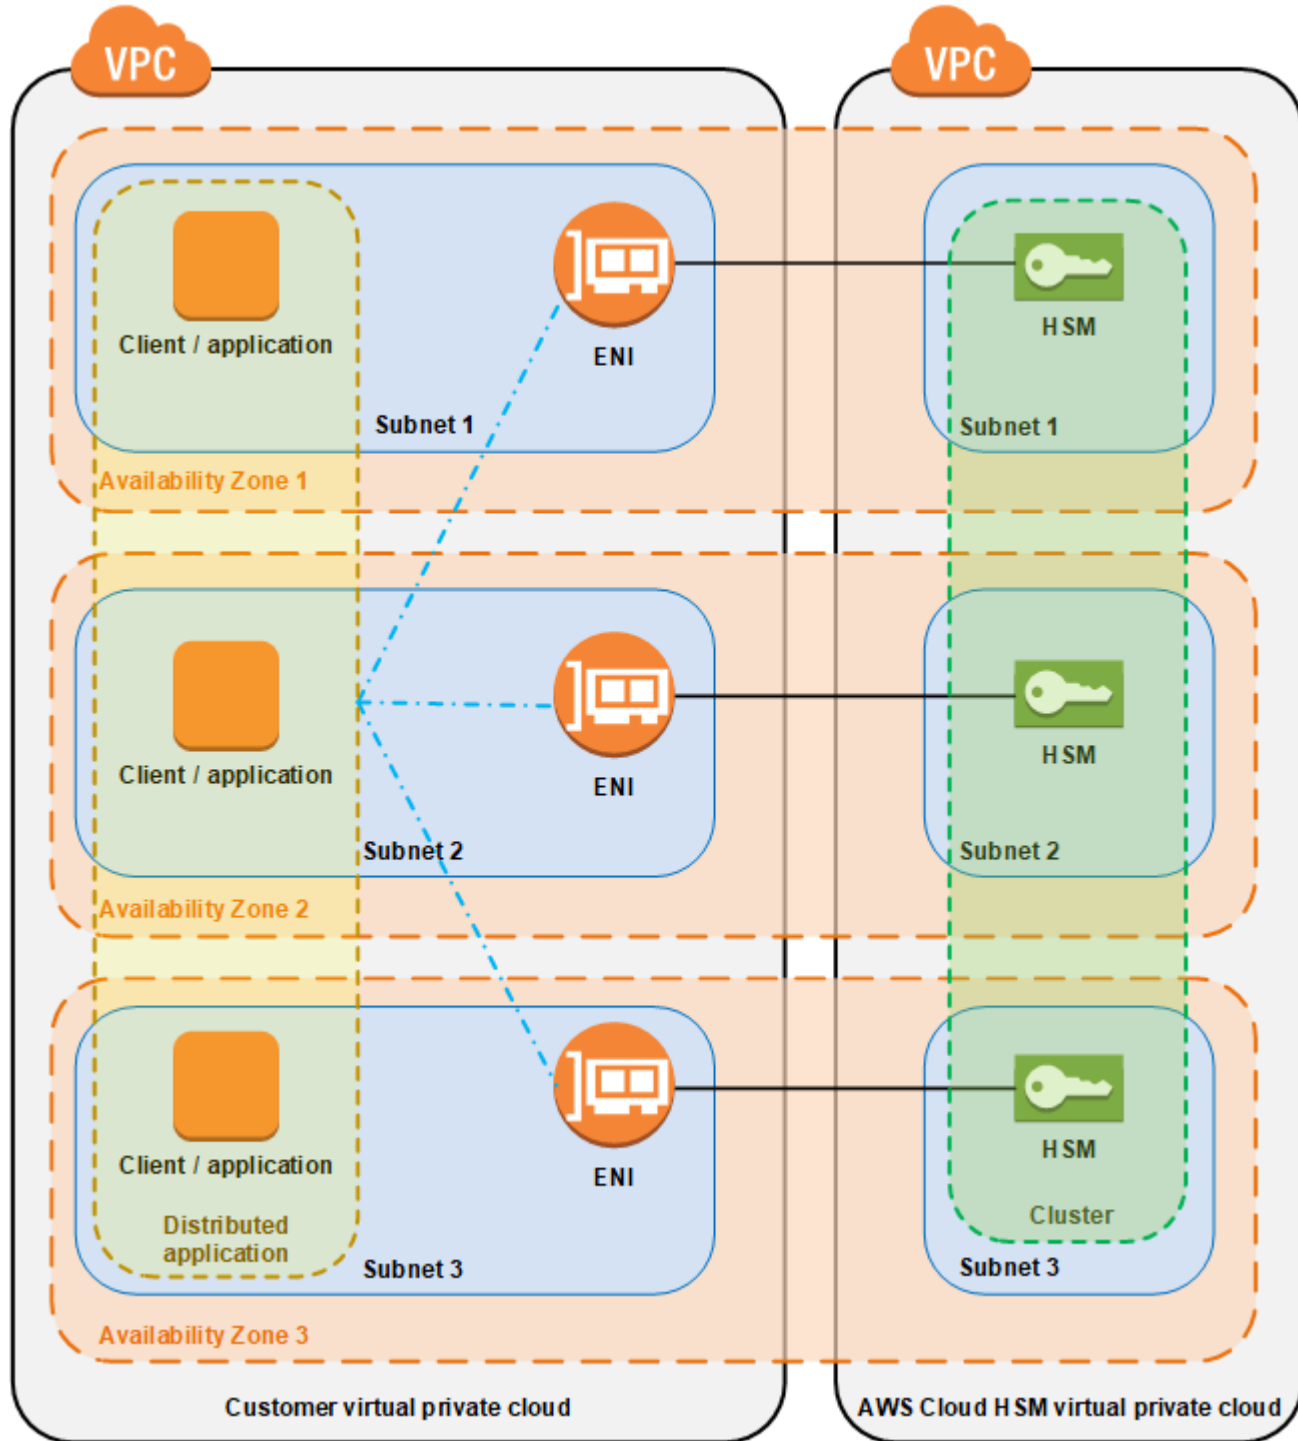 VPC
VPC
Client / application
ENI
HSM
Subnet 1
Subnet 1
Availability Zone 1
Client / application
ENI
HSM
Subnet 2
Subnet 2
Availability Zone 2
Client / application
ENI
HSM
Distributed
application
Cluster
Subnet 3
Subnet 3
Availability Zone 3
Customer virtual private cloud
AWS Cloud HSM virtual private cloud